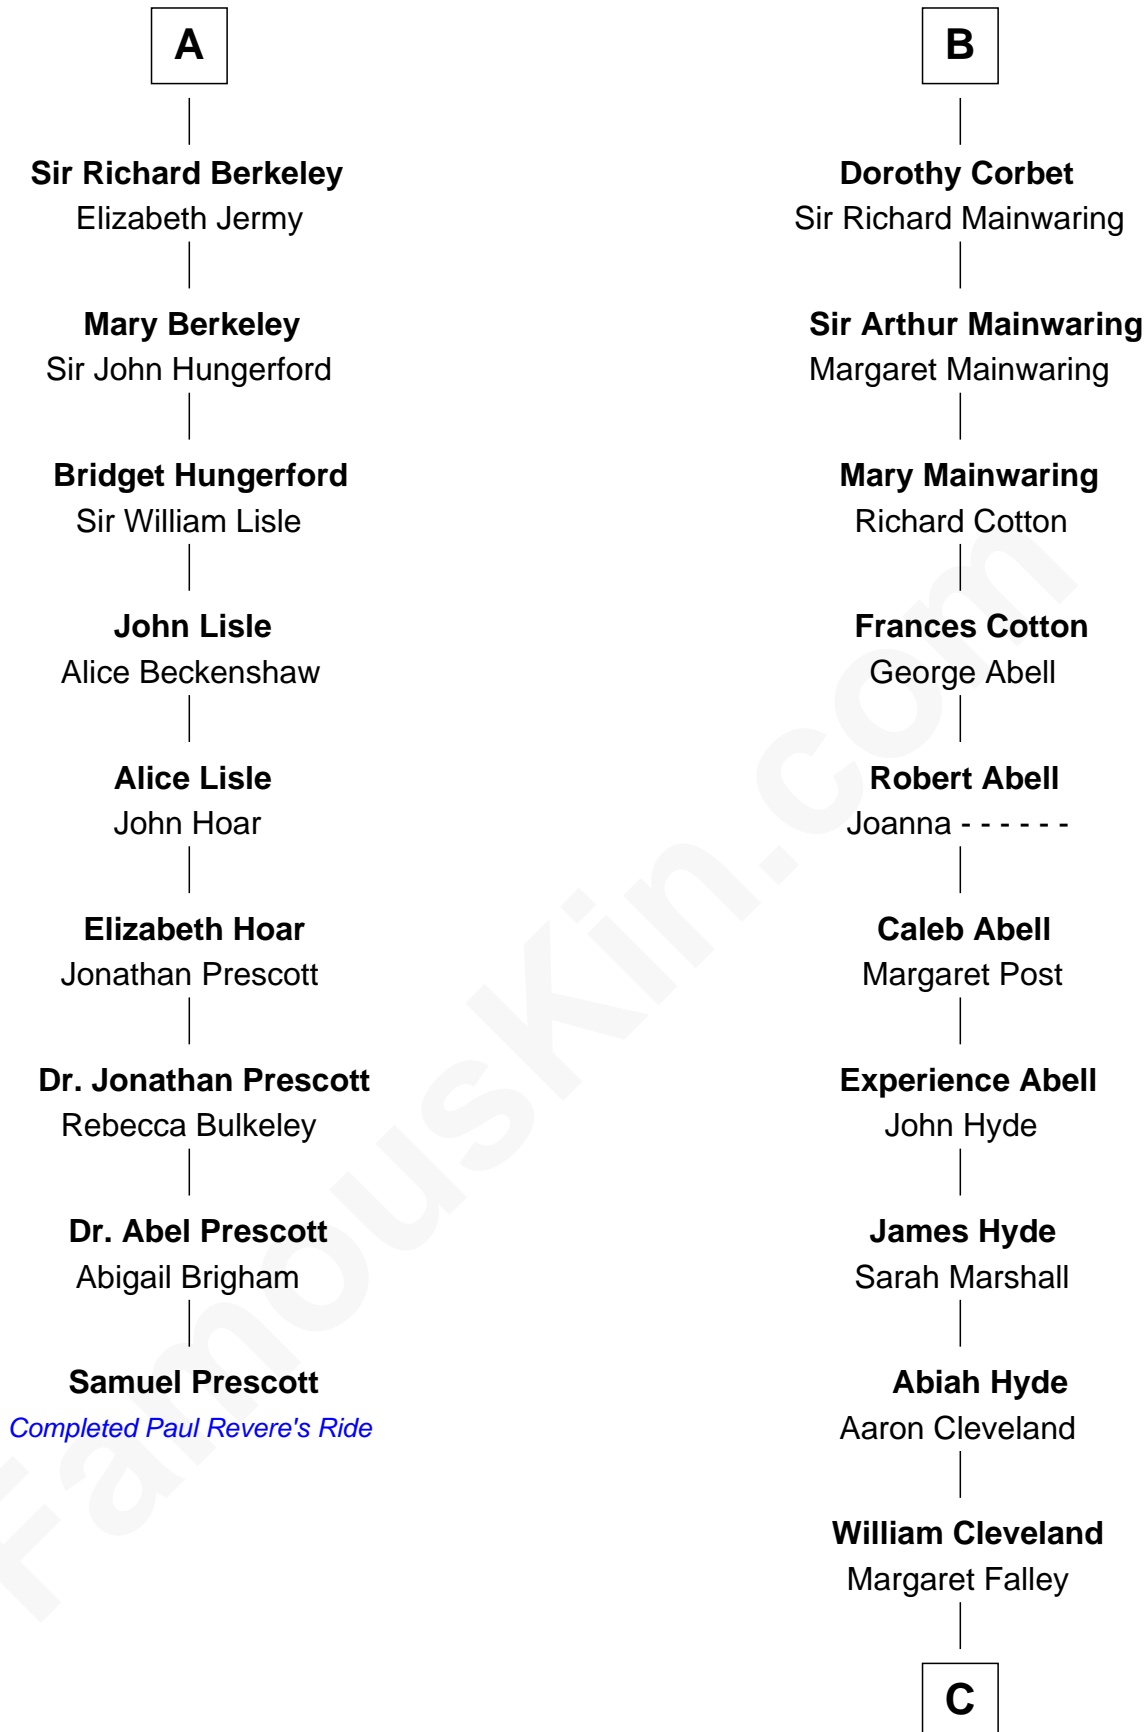 A
Sir Richard Berkeley
Elizabeth Jermy
Mary Berkeley
Sir John Hungerford
Bridget Hungerford
Sir William Lisle
John Lisle
Alice Beckenshaw
Alice Lisle
John Hoar
Elizabeth Hoar
Jonathan Prescott
Dr. Jonathan Prescott
Rebecca Bulkeley
Dr. Abel Prescott
Abigail Brigham
Samuel Prescott
Completed Paul Revere's Ride
B
Dorothy Corbet
Sir Richard Mainwaring
Sir Arthur Mainwaring
Margaret Mainwaring
Mary Mainwaring
Richard Cotton
Frances Cotton
George Abell
Robert Abell
Joanna - - - - - -
Caleb Abell
Margaret Post
Experience Abell
John Hyde
James Hyde
Sarah Marshall
Abiah Hyde
Aaron Cleveland
William Cleveland
Margaret Falley
C
FamousKin.com